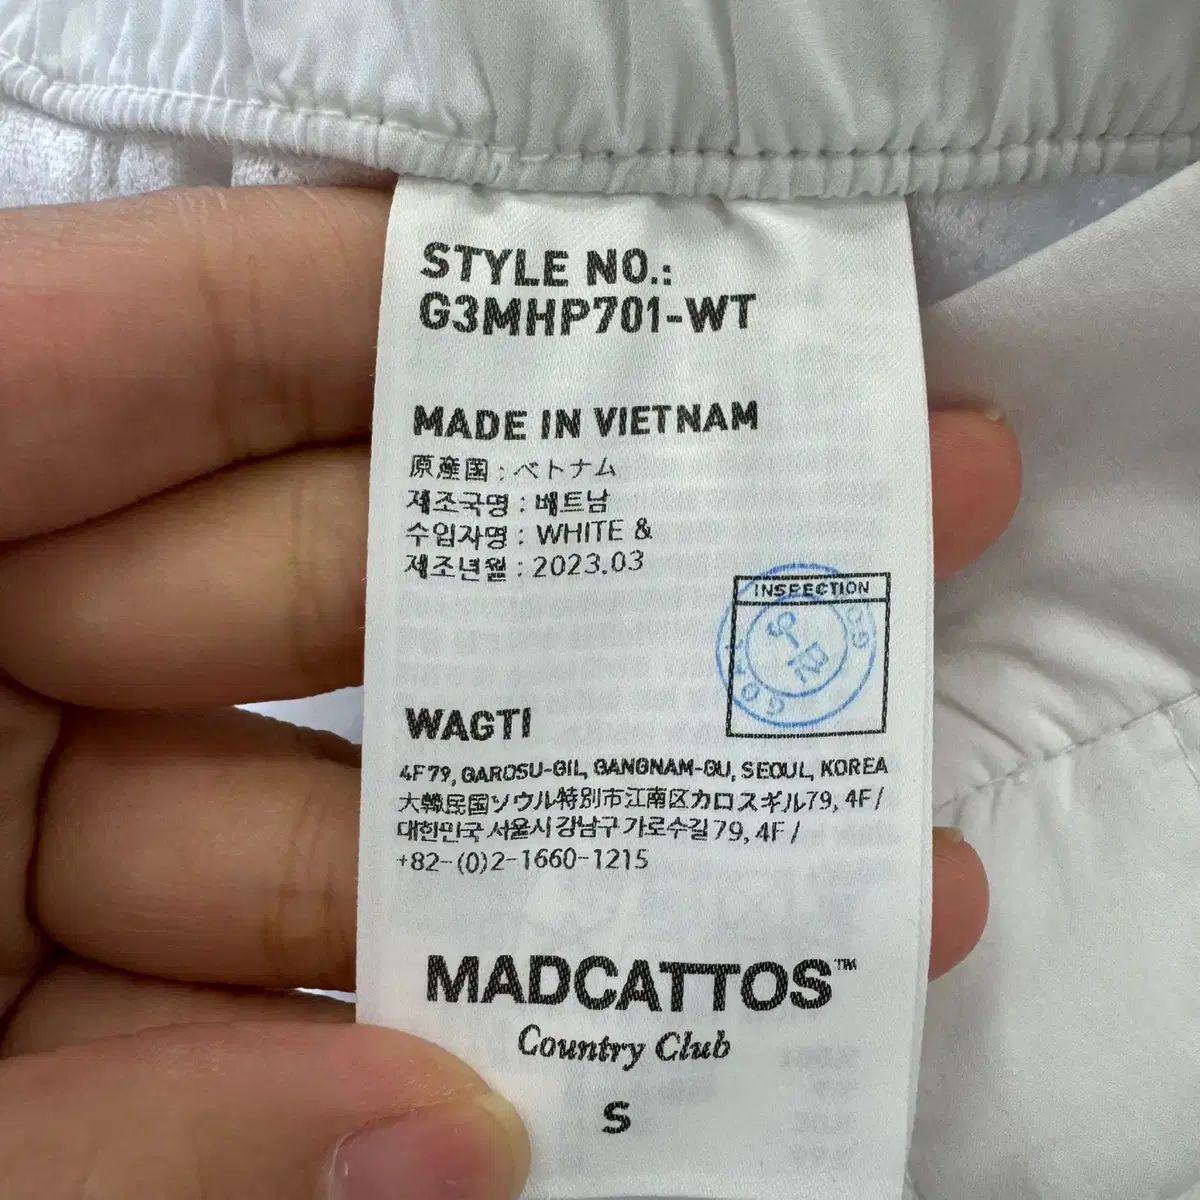 STYLE NO.:
G3MHP701-WT
MADE IN VIETNAM
原産国 : ベトナム
제조국명 : 베트남
수입자명 : WHITE &
제조년월 : 2023.03
INSPECTION
WAGTI
4F 79, GAROSU-GIL, GANGNAM-GU, SEOUL, KOREA
大韓民国ソウル特別市江南区カロスギル79, 4F /
대한민국 서울시 강남구 가로수길 79, 4F /
+82-(0)2-1660-1215
MADCATTOS™
Country Club
S